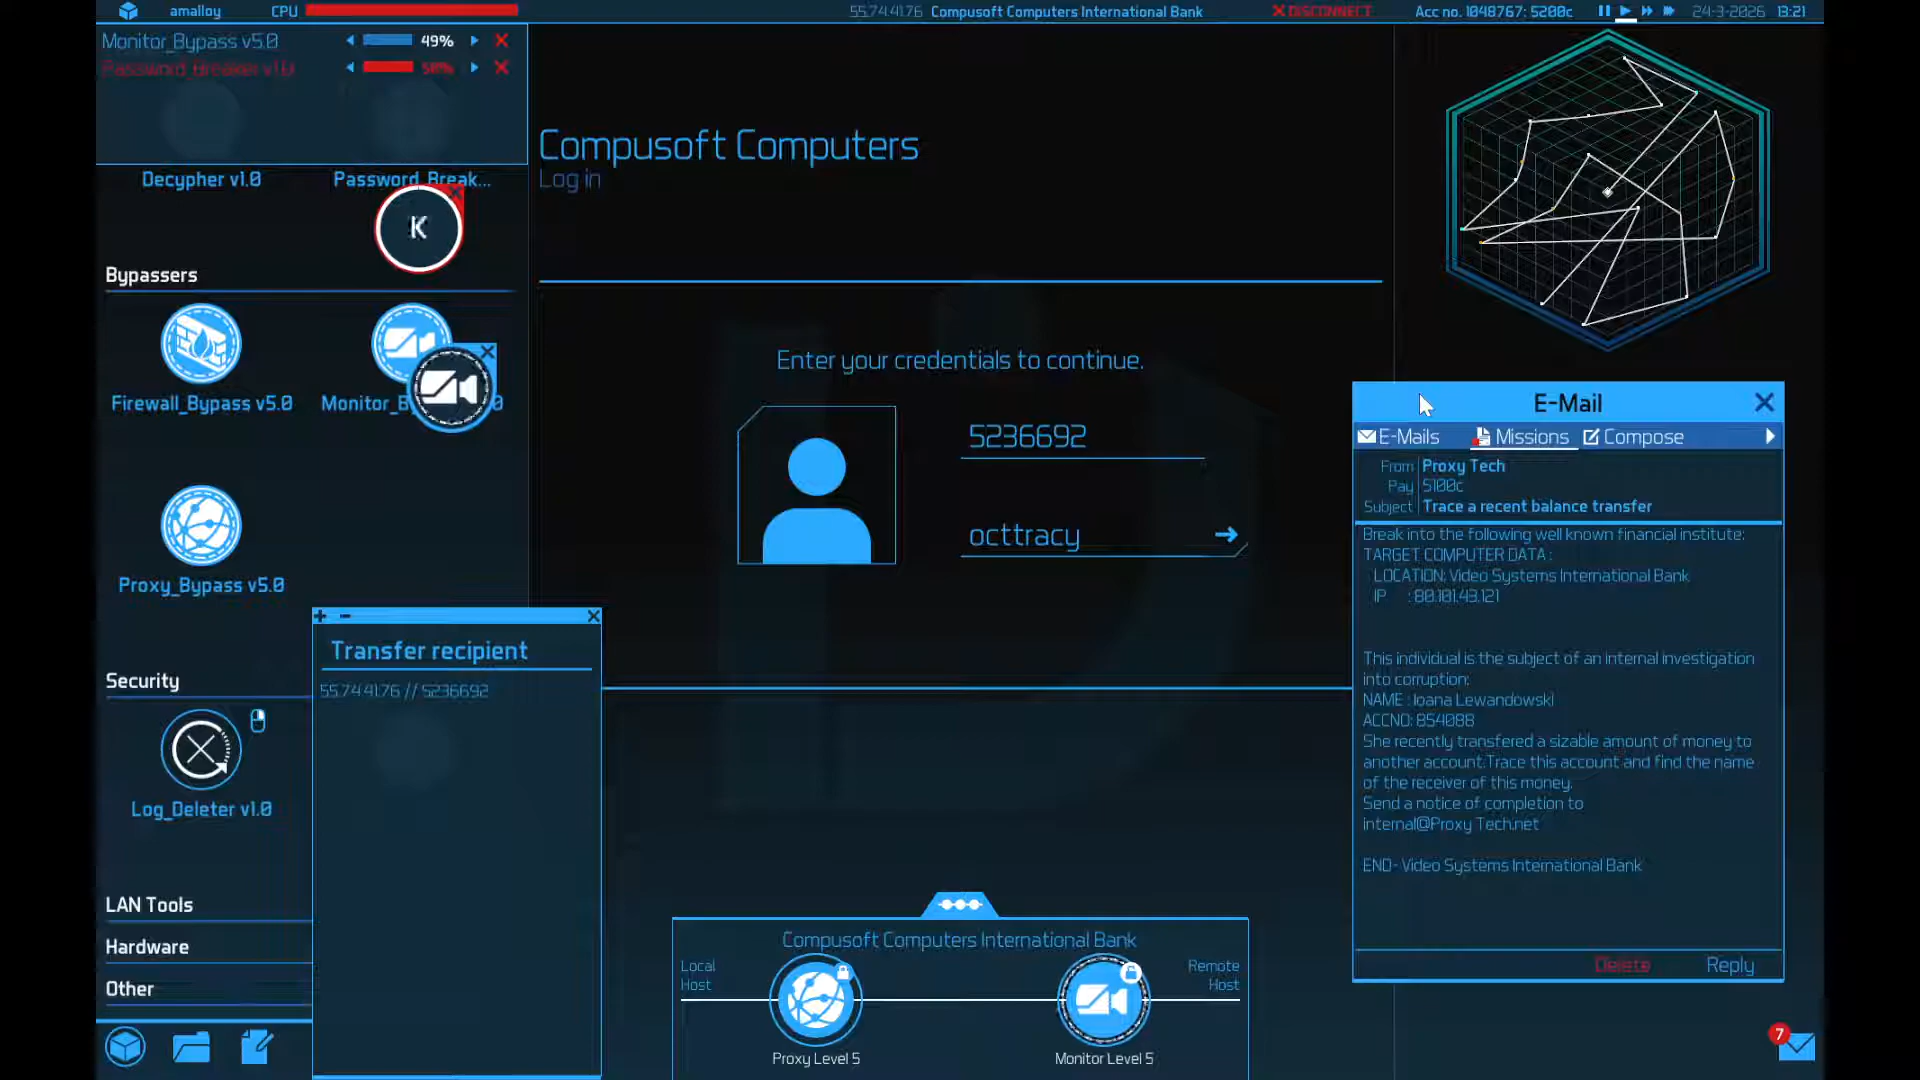 amalloy
CPU
55.74.41.76 Compusoft Computers International Bank
DISCONNECT
Acc no. 1048767: 5200c
24-3-2026 13:21
Monitor_Bypass v5.0
49%
Password_Breaker v1.0
50%
Decypher v1.0
Password_Break...
K
Bypassers
Firewall_Bypass v5.0
Proxy_Bypass v5.0
Security
Log_Deleter v1.0
LAN Tools
Hardware
Other
Transfer recipient
55.74.41.76 // 5236692
Compusoft Computers
Log in
Enter your credentials to continue.
5236692
octtracy
Compusoft Computers International Bank
Local
Host
Remote
Host
Proxy Level 5
Monitor Level 5
E-Mail
E-Mails
Missions
Compose
From Proxy Tech
Pay 5100c
Subject Trace a recent balance transfer
Break into the following well known financial institute:
TARGET COMPUTER DATA :
LOCATION: Video Systems International Bank
IP : 80.101.43.121
This individual is the subject of an internal investigation
into corruption:
NAME : Ioana Lewandowski
ACCNO: 854088
She recently transfered a sizable amount of money to
another account.Trace this account and find the name
of the receiver of this money.
Send a notice of completion to
internal@Proxy Tech.net
END- Video Systems International Bank
Delete
Reply
7